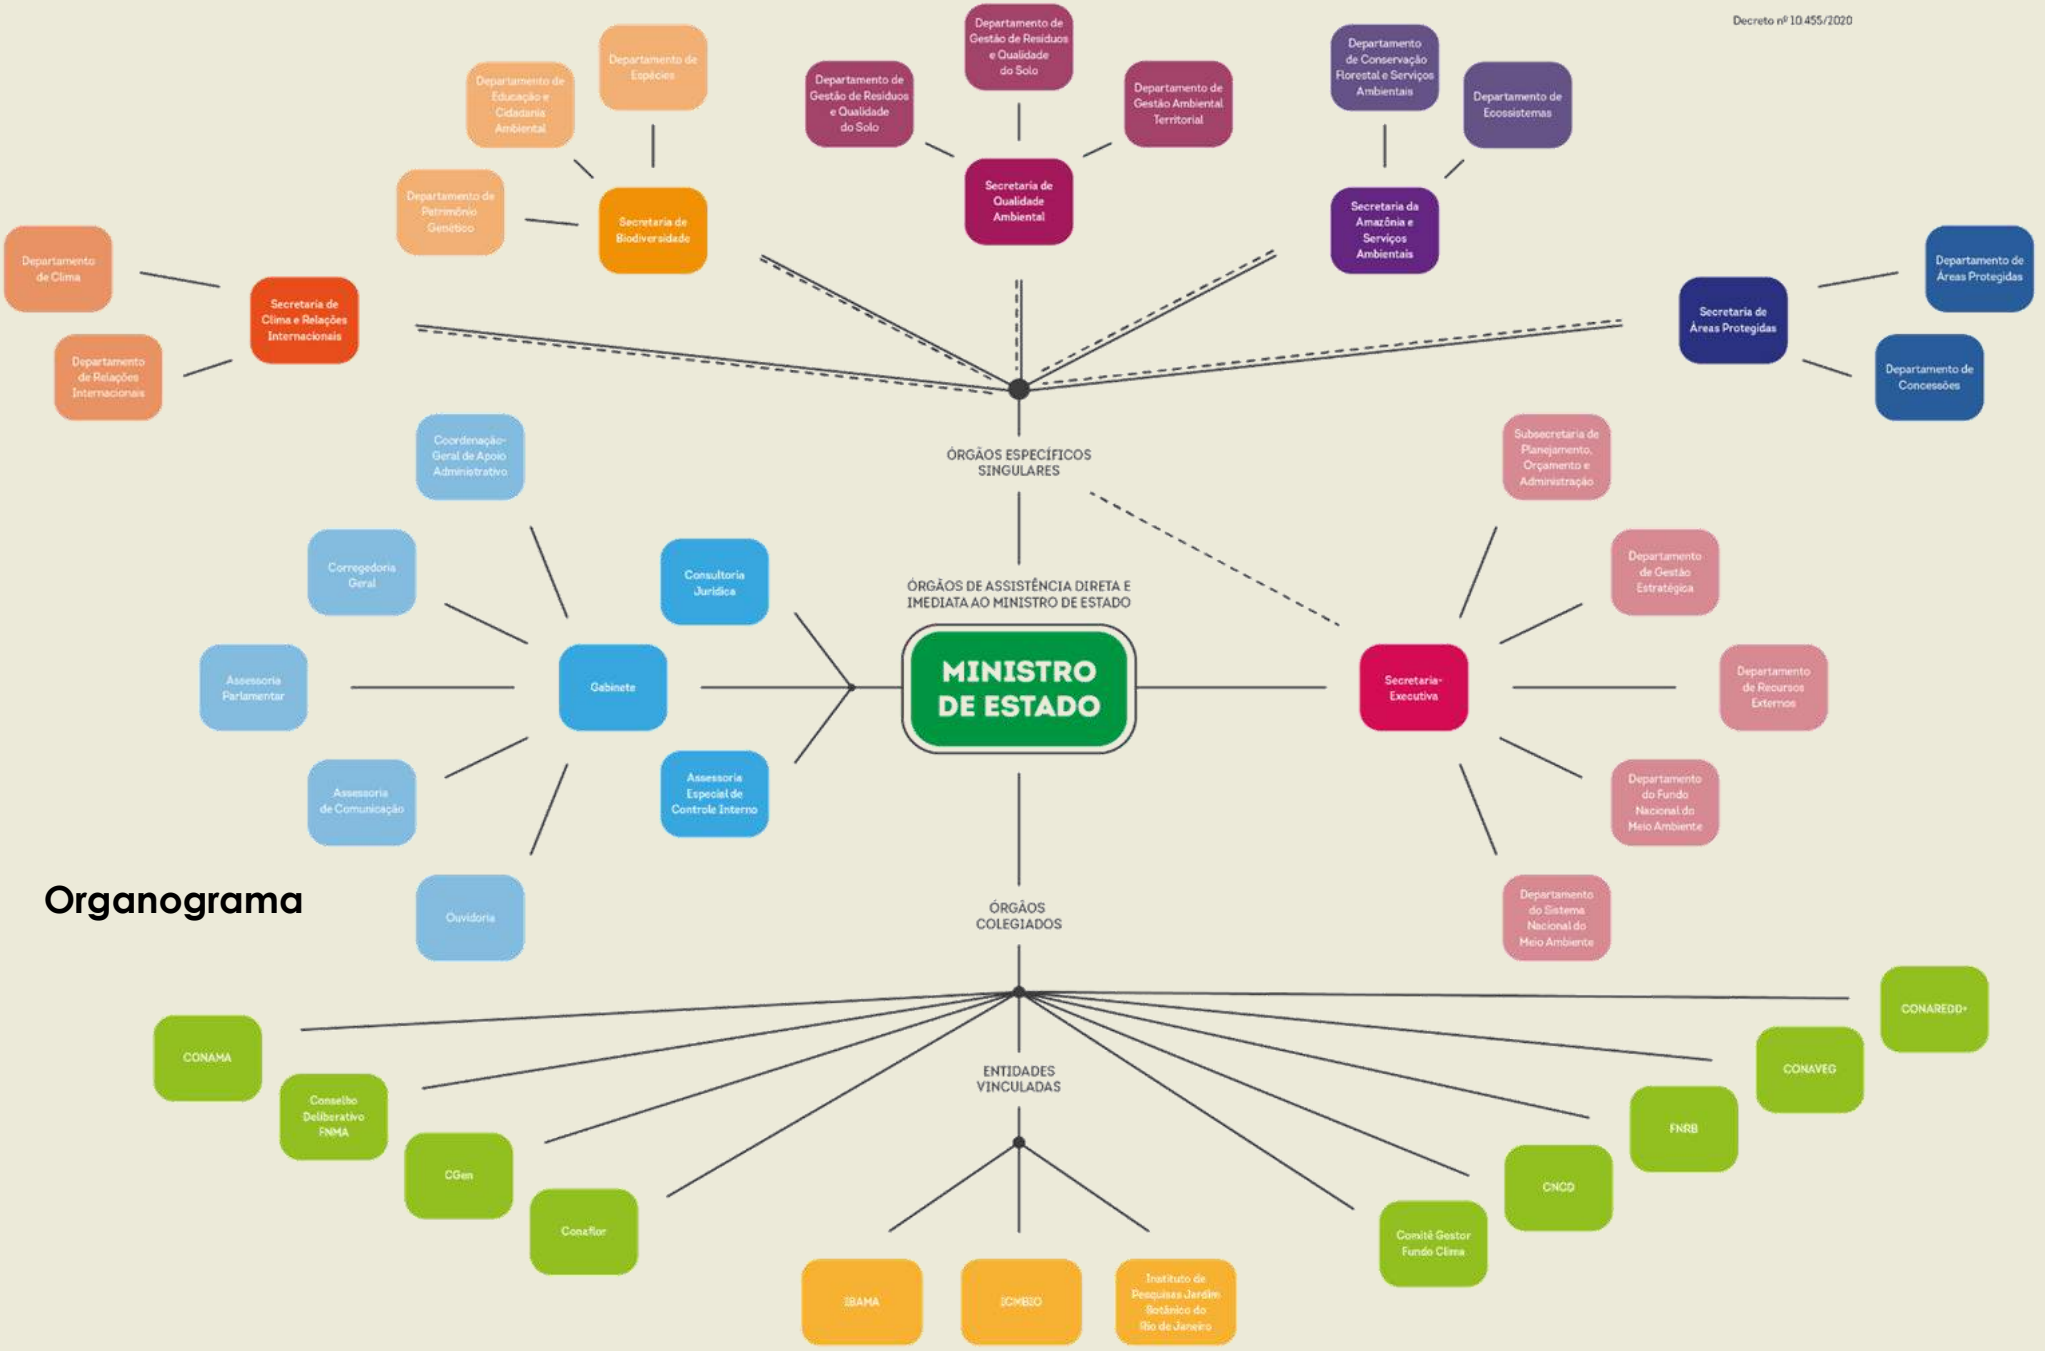 Decreto nº 10.455/2020
Departamento de
Gestão de Resíduos
e Qualidade
do Solo
Departamento de
Espécies
Departamento
de Conservação
Florestal e Serviços
Ambientais
Departamento de
Educação e
Cidadania
Ambiental
Departamento de
Gestão de Resíduos
e Qualidade
do Solo
Departamento de
Gestão Ambiental
Territorial
Departamento de
Ecossistemas
Departamento de
Patrimônio
Genético
Secretaria de
Biodiversidade
Secretaria de
Qualidade
Ambiental
Secretaria da
Amazônia e
Serviços
Ambientais
Departamento
de Clima
Secretaria de
Clima e Relações
Internacionais
Departamento
de Relações
Internacionais
Secretaria de
Áreas Protegidas
Departamento de
Áreas Protegidas
Departamento de
Concessões
ÓRGÃOS ESPECÍFICOS
SINGULARES
Coordenação-
Geral de Apoio
Administrativo
Corregedoria
Geral
Assessoria
Parlamentar
Assessoria
de Comunicação
Ouvidoria
Gabinete
Consultoria
Jurídica
Assessoria
Especial de
Controle Interno
ÓRGÃOS DE ASSISTÊNCIA DIRETA E
IMEDIATA AO MINISTRO DE ESTADO
MINISTRO
DE ESTADO
Secretaria-
Executiva
Subsecretaria de
Planejamento,
Orçamento e
Administração
Departamento
de Gestão
Estratégica
Departamento
de Recursos
Externos
Departamento
do Fundo
Nacional do
Meio Ambiente
Departamento
do Sistema
Nacional do
Meio Ambiente
Organograma
ÓRGÃOS
COLEGIADOS
CONAMA
Conselho
Deliberativo
FNMA
CGen
Conaflor
ENTIDADES
VINCULADAS
IBAMA
ICMBIO
Instituto de
Pesquisas Jardim
Botânico do
Rio de Janeiro
Comitê Gestor
Fundo Clima
CNCD
FNRB
CONAVEG
CONAREDD+